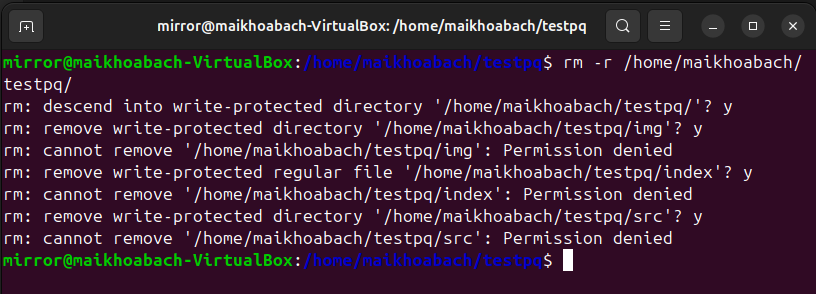 mirror@maikhoabach-VirtualBox: /home/maikhoabach/testpq
mirror@maikhoabach-VirtualBox:/home/maikhoabach/testpq$ rm -r /home/maikhoabach/
testpq/
rm: descend into write-protected directory '/home/maikhoabach/testpq/'? y
rm: remove write-protected directory '/home/maikhoabach/testpq/img'? y
rm: cannot remove '/home/maikhoabach/testpq/img': Permission denied
rm: remove write-protected regular file '/home/maikhoabach/testpq/index'? y
rm: cannot remove '/home/maikhoabach/testpq/index': Permission denied
rm: remove write-protected directory '/home/maikhoabach/testpq/src'? y
rm: cannot remove '/home/maikhoabach/testpq/src': Permission denied
mirror@maikhoabach-VirtualBox:/home/maikhoabach/testpq$